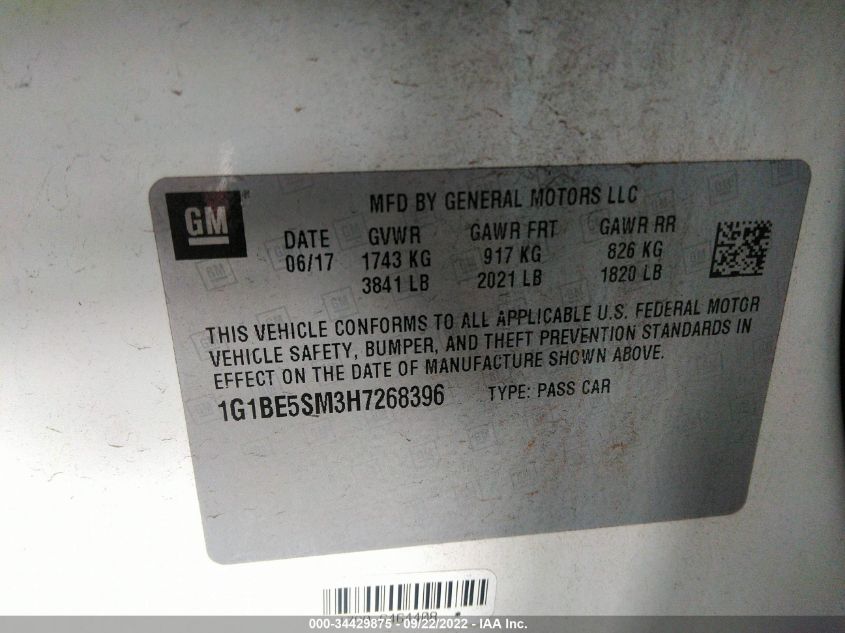 GM ®
MFD BY GENERAL MOTORS LLC
DATE GVWR GAWR FRT GAWR RR
06/17 1743 KG 917 KG 826 KG
3841 LB 2021 LB 1820 LB
THIS VEHICLE CONFORMS TO ALL APPLICABLE U.S. FEDERAL MOTOR
VEHICLE SAFETY, BUMPER, AND THEFT PREVENTION STANDARDS IN
EFFECT ON THE DATE OF MANUFACTURE SHOWN ABOVE.
1G1BE5SM3H7268396 TYPE: PASS CAR
000-34429875 - 09/22/2022 - IAA Inc.